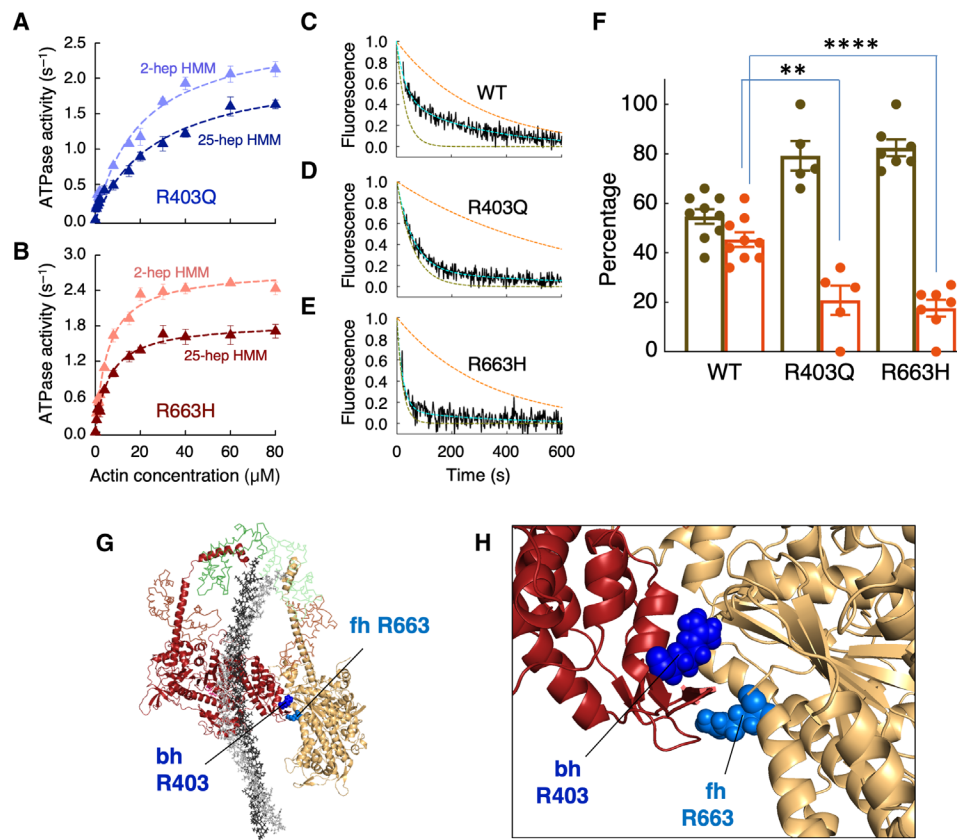 A
ATPase activity (s⁻¹)
2.5
2.0
1.5
1.0
0.5
0.0
2-hep HMM
25-hep HMM
R403Q
B
ATPase activity (s⁻¹)
3.0
2.4
1.8
1.2
0.6
0.0
2-hep HMM
25-hep HMM
R663H
0
20
40
60
80
Actin concentration (µM)
C
Fluorescence
1.0
0.8
0.6
0.4
0.2
0.0
WT
D
Fluorescence
1.0
0.8
0.6
0.4
0.2
0.0
R403Q
E
Fluorescence
1.0
0.8
0.6
0.4
0.2
0.0
R663H
0
200
400
600
Time (s)
F
****
**
Percentage
100
80
60
40
20
0
WT
R403Q
R663H
G
fh R663
bh
R403
H
bh
R403
fh
R663